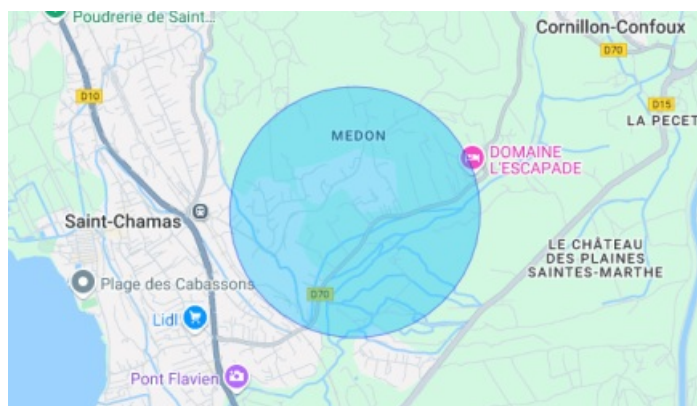 Poudrerie de Saint...
Cornillon-Confoux
D70
D10
D15
MEDON
LA PECET
DOMAINE
L'ESCAPADE
Saint-Chamas
LE CHÂTEAU
DES PLAINES
SAINTES-MARTHE
Plage des Cabassons
D70
Lidl
Pont Flavien